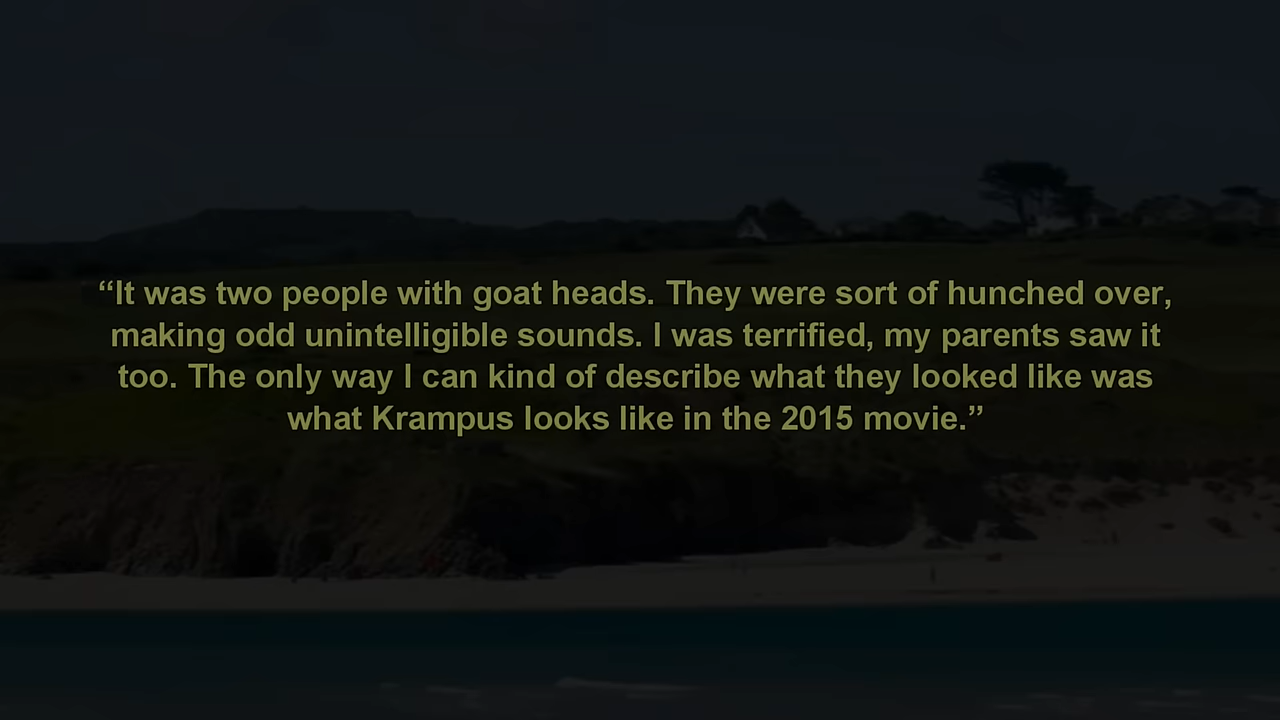 “It was two people with goat heads. They were sort of hunched over,
making odd unintelligible sounds. I was terrified, my parents saw it
too. The only way I can kind of describe what they looked like was
what Krampus looks like in the 2015 movie.”